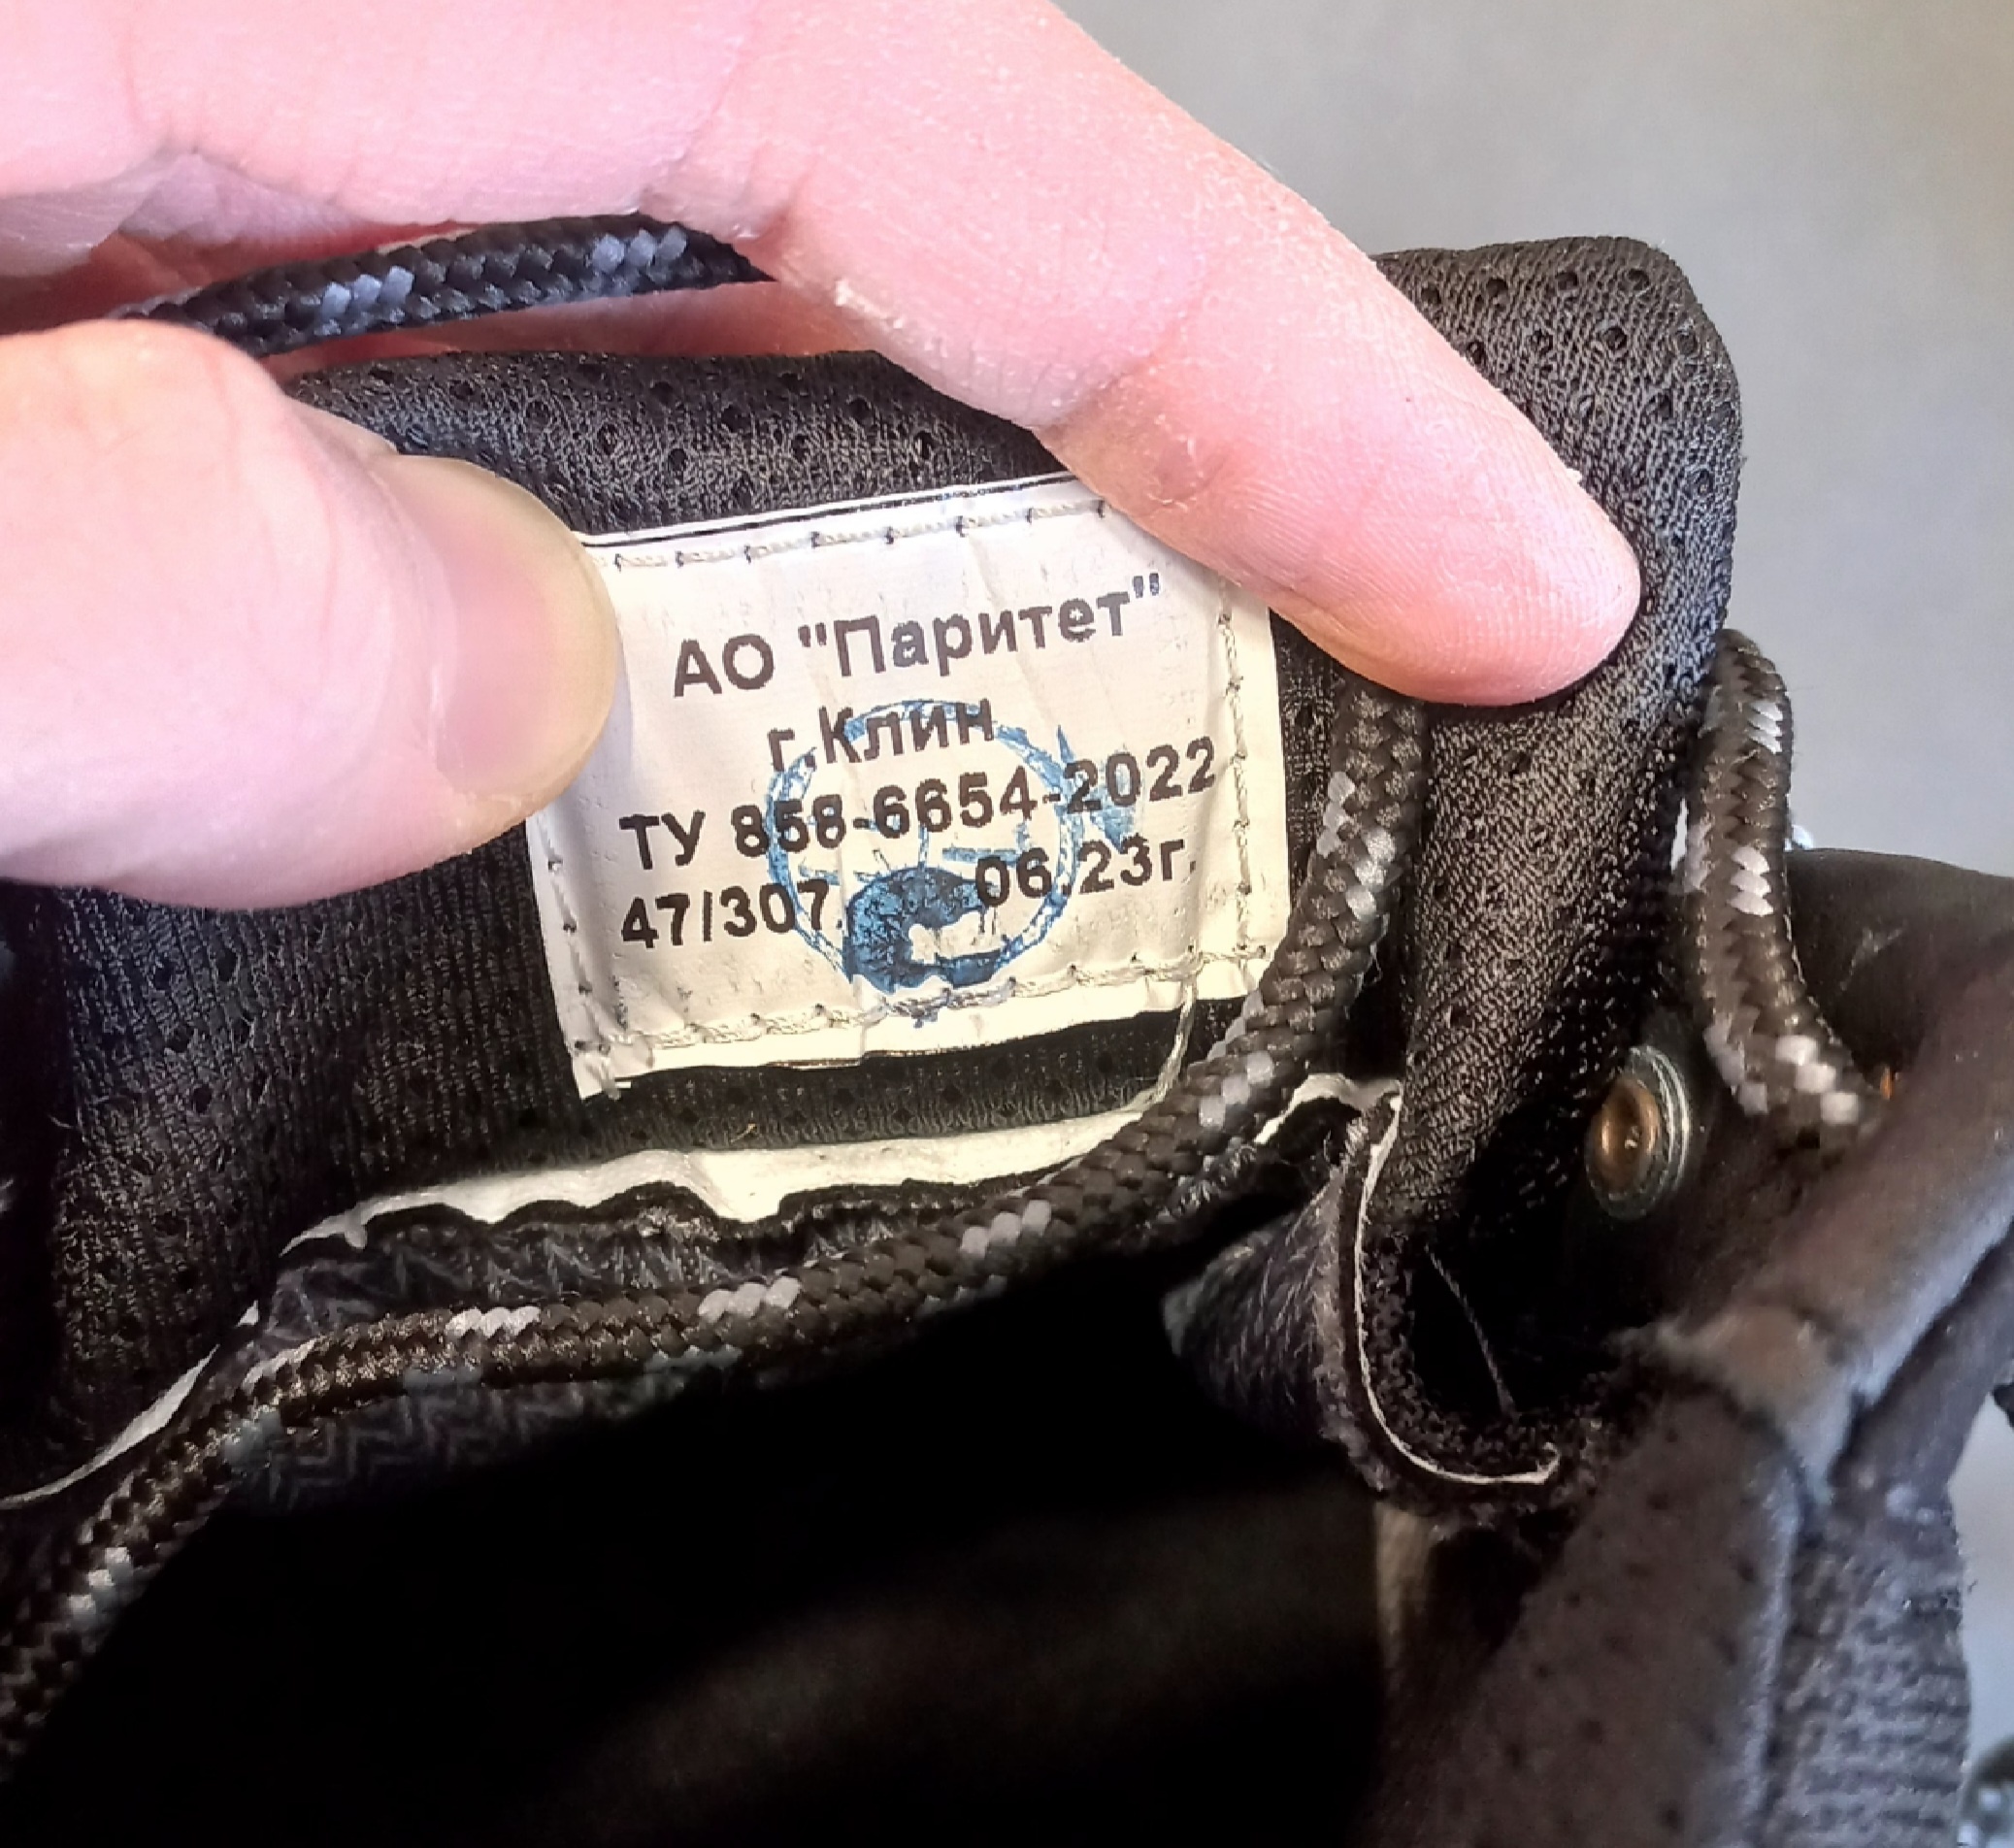 АО "Паритет"
г.Клин
ТУ 858-6654-2022
47/307. 06.23г.